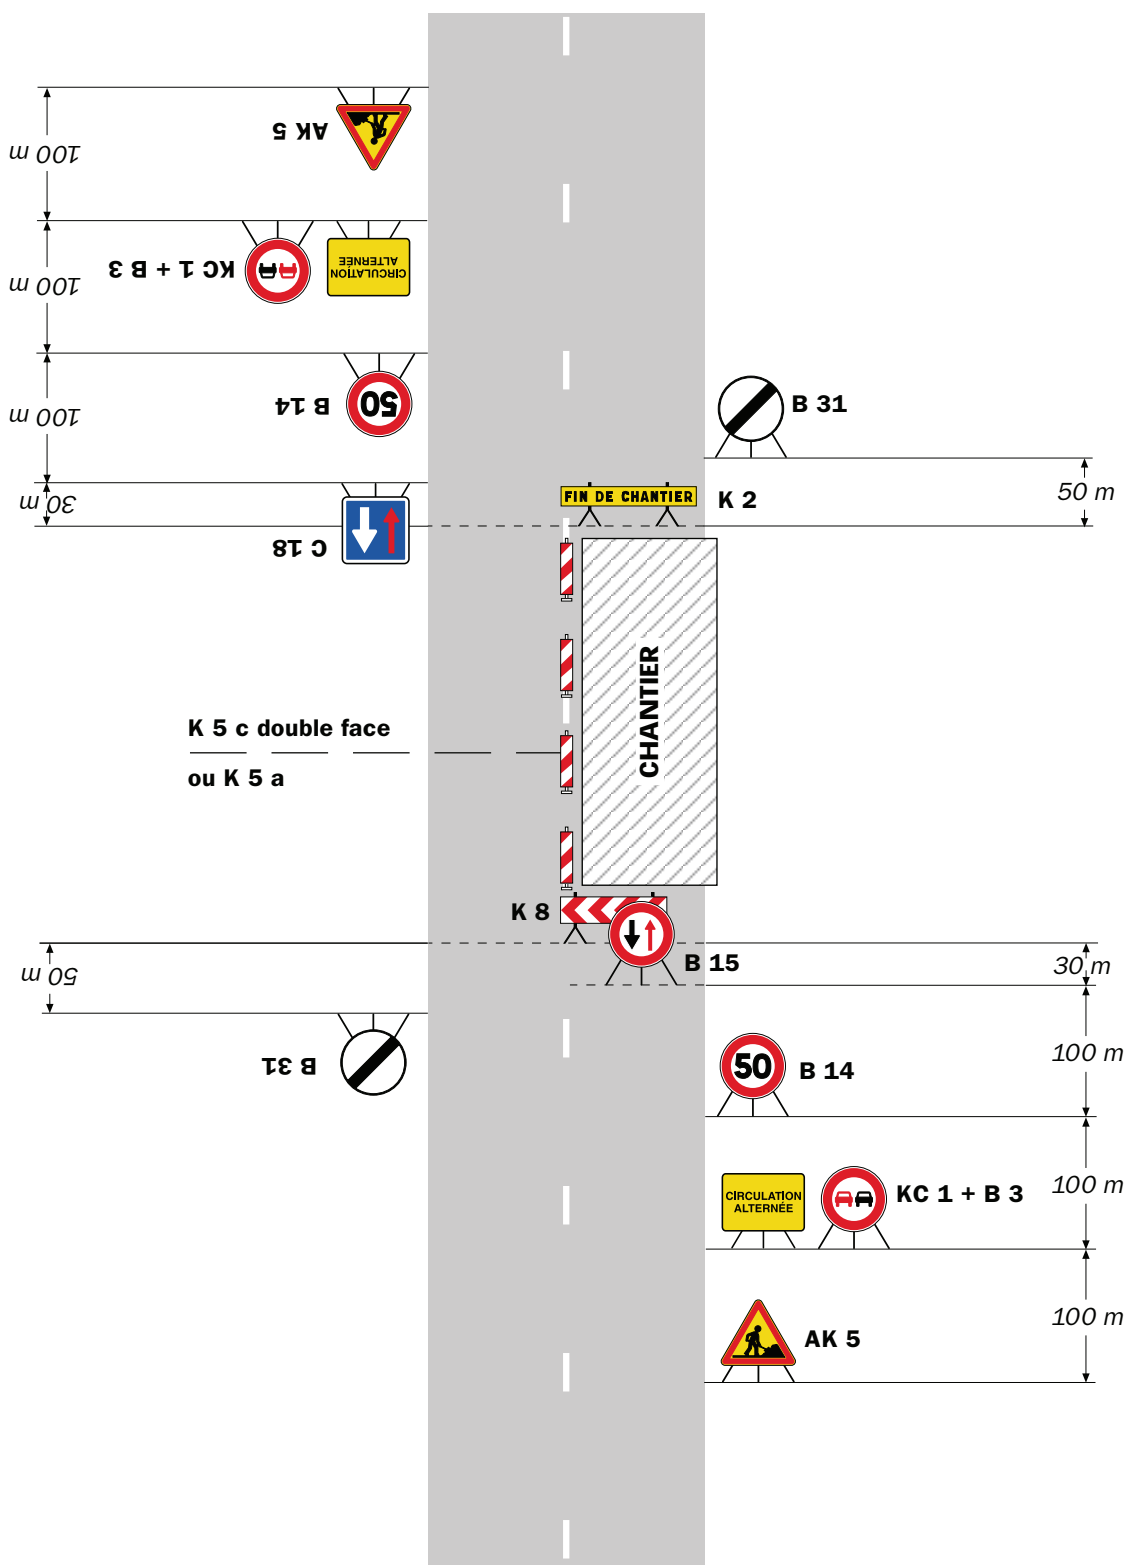 AK 5
100 m
CIRCULATION
ALTERNÉE
KC 1 + B 3
100 m
50
B 14
100 m
B 31
50 m
30 m
FIN DE CHANTIER
K 2
C 18
CHANTIER
K 5 c double face
ou K 5 a
K 8
B 15
30 m
50 m
B 31
50
B 14
100 m
CIRCULATION
ALTERNÉE
KC 1 + B 3
100 m
AK 5
100 m